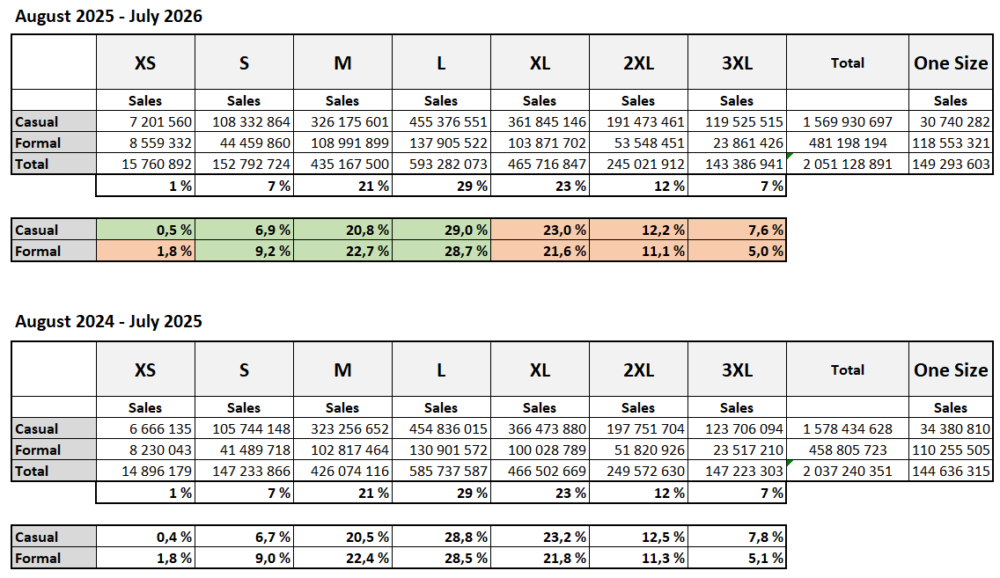 August 2025 - July 2026
XS S M L XL 2XL 3XL Total One Size
Sales Sales Sales Sales Sales Sales Sales Sales
Casual 7 201 560 108 332 864 326 175 601 455 376 551 361 845 146 191 473 461 119 525 515 1 569 930 697 30 740 282
Formal 8 559 332 44 459 860 108 991 899 137 905 522 103 871 702 53 548 451 23 861 426 481 198 194 118 553 321
Total 15 760 892 152 792 724 435 167 500 593 282 073 465 716 847 245 021 912 143 386 941 2 051 128 891 149 293 603
1 % 7 % 21 % 29 % 23 % 12 % 7 %
Casual 0,5 % 6,9 % 20,8 % 29,0 % 23,0 % 12,2 % 7,6 %
Formal 1,8 % 9,2 % 22,7 % 28,7 % 21,6 % 11,1 % 5,0 %
August 2024 - July 2025
XS S M L XL 2XL 3XL Total One Size
Sales Sales Sales Sales Sales Sales Sales Sales
Casual 6 666 135 105 744 148 323 256 652 454 836 015 366 473 880 197 751 704 123 706 094 1 578 434 628 34 380 810
Formal 8 230 043 41 489 718 102 817 464 130 901 572 100 028 789 51 820 926 23 517 210 458 805 723 110 255 505
Total 14 896 179 147 233 866 426 074 116 585 737 587 466 502 669 249 572 630 147 223 303 2 037 240 351 144 636 315
1 % 7 % 21 % 29 % 23 % 12 % 7 %
Casual 0,4 % 6,7 % 20,5 % 28,8 % 23,2 % 12,5 % 7,8 %
Formal 1,8 % 9,0 % 22,4 % 28,5 % 21,8 % 11,3 % 5,1 %